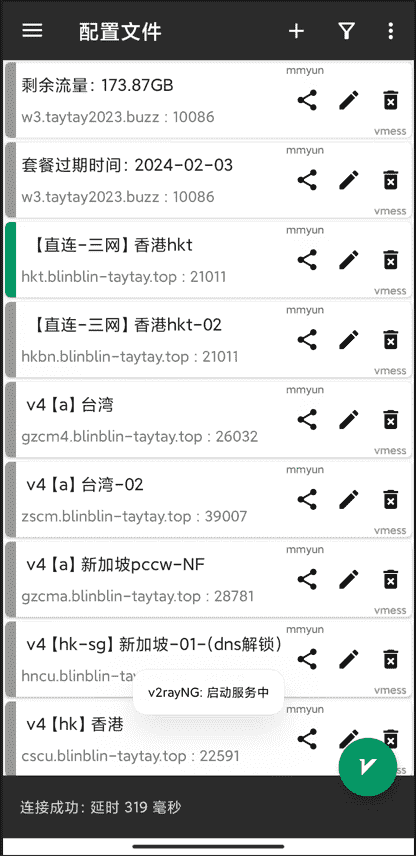 配置文件
mmyun
剩余流量: 173.87GB
w3.taytay2023.buzz : 10086
vmess
mmyun
套餐过期时间: 2024-02-03
w3.taytay2023.buzz : 10086
vmess
mmyun
【直连-三网】香港hkt
hkt.blinblin-taytay.top : 21011
vmess
mmyun
【直连-三网】香港hkt-02
hkbn.blinblin-taytay.top : 21011
vmess
mmyun
v4【a】台湾
gzcm4.blinblin-taytay.top : 26032
vmess
mmyun
v4【a】台湾-02
zscm.blinblin-taytay.top : 39007
vmess
mmyun
v4【a】新加坡pccw-NF
gzcma.blinblin-taytay.top : 28781
vmess
mmyun
v4【hk-sg】新加坡-01-(dns解锁)
hncu.blinblin-tay
vmess
v2rayNG: 启动服务中
mmyun
v4【hk】香港
cscu.blinblin-taytay.top : 22591
连接成功: 延时 319 毫秒